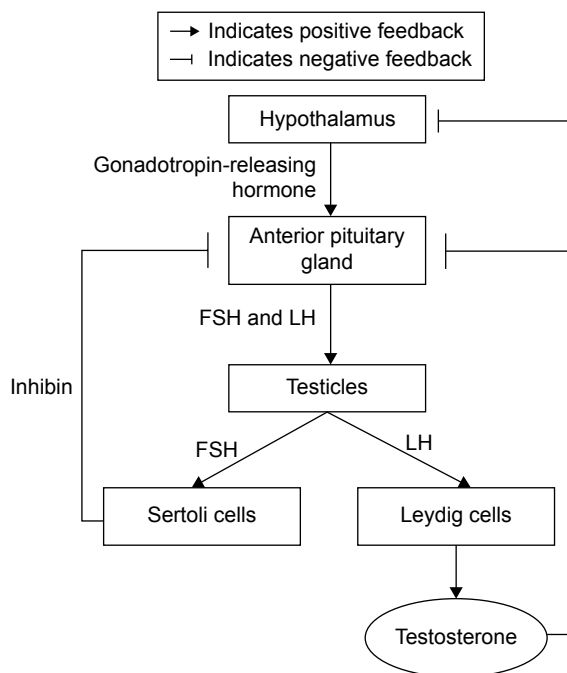 Indicates positive feedback
Indicates negative feedback
Hypothalamus
Gonadotropin-releasing
hormone
Anterior pituitary
gland
FSH and LH
Inhibin
Testicles
FSH
LH
Sertoli cells
Leydig cells
Testosterone